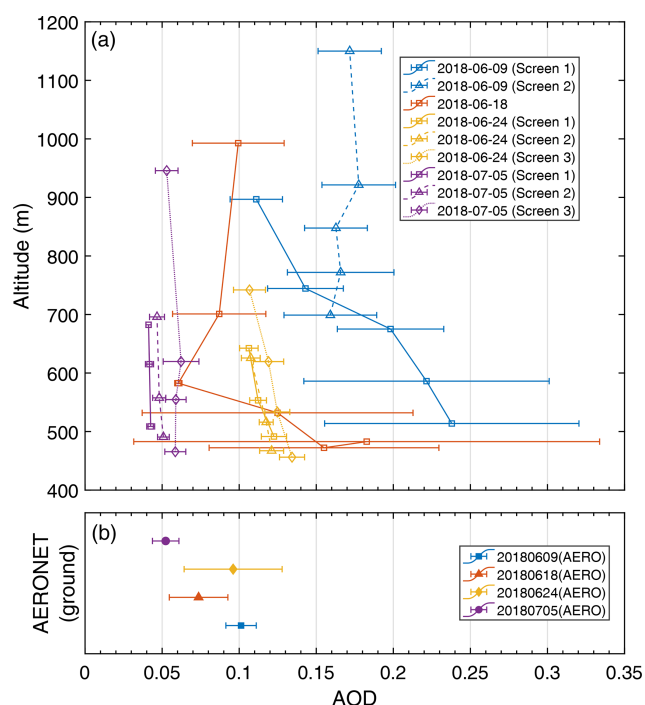 1200
1100
1000
900
800
700
600
500
400
Altitude (m)
(a)
2018-06-09 (Screen 1)
2018-06-09 (Screen 2)
2018-06-18
2018-06-24 (Screen 1)
2018-06-24 (Screen 2)
2018-06-24 (Screen 3)
2018-07-05 (Screen 1)
2018-07-05 (Screen 2)
2018-07-05 (Screen 3)
(b)
AERONET
(ground)
20180609(AERO)
20180618(AERO)
20180624(AERO)
20180705(AERO)
0 0.05 0.1 0.15 0.2 0.25 0.3 0.35
AOD